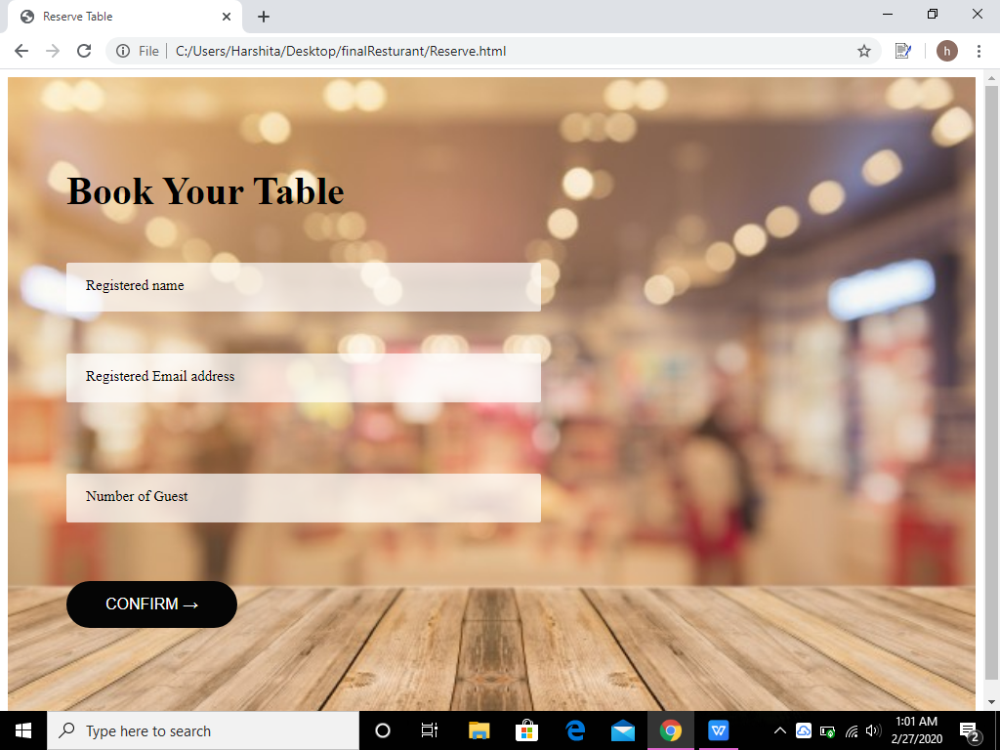 Reserve Table
File
C:/Users/Harshita/Desktop/finalResturant/Reserve.html
h
Book Your Table
Registered name
Registered Email address
Number of Guest
CONFIRM →
Type here to search
W
1:01 AM
2/27/2020
2